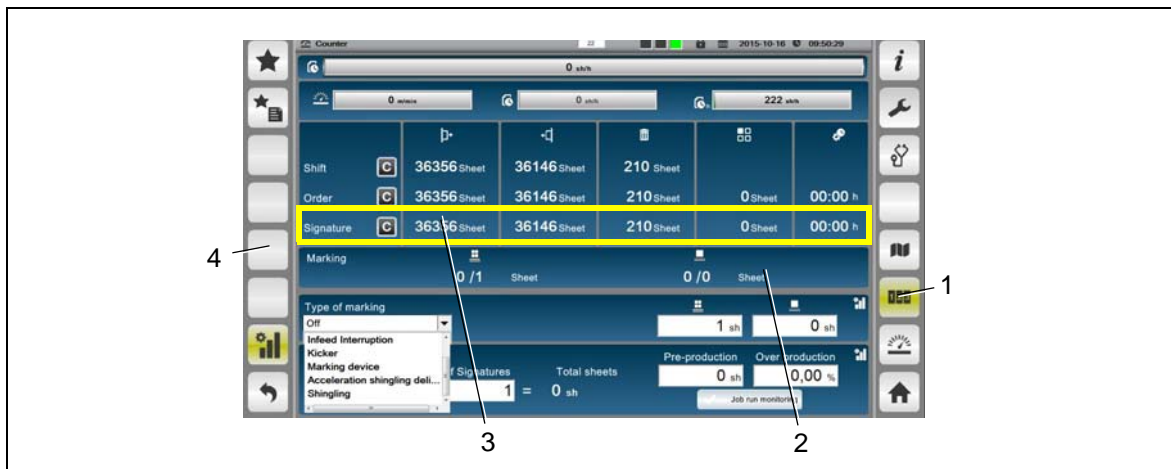 Counter 22 2015-10-16 09:50:29
0 sh/h
0 m/min 0 sh/h 222 sh/h
Shift C 36356 Sheet 36146 Sheet 210 Sheet
Order C 36356 Sheet 36146 Sheet 210 Sheet 0 Sheet 00:00 h
Signature C 36356 Sheet 36146 Sheet 210 Sheet 0 Sheet 00:00 h
4
Marking
0 /1 Sheet 0 /0 Sheet
1
Type of marking
Off 1 sh 0 sh
Infeed Interruption
Kicker
Marking device
Acceleration shingling deli...
Shingling
f Signatures Total sheets Pre-production Over production
1 = 0 sh 0 sh 0,00 %
Job run monitoring
3 2